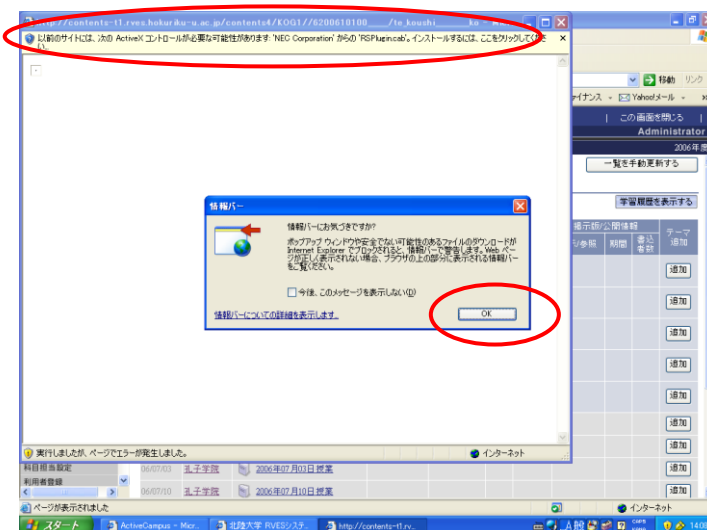 http://contents-t1.rves.hokuriku-u.ac.jp/contents4/KOQ1//6200610100____/te_koushi
以前のサイトには、次の ActiveX コントロールが必要な可能性があります: 'NEC Corporation' からの 'RSPlugin.cab'。インストールするには、ここをクリックしてくださ
い...
移動 リンク
Yahoo!メール
この画面を閉じる
Administrator
2006年度
一覧を手動更新する
学習履歴を表示する
掲示板/公開情報
テーマ
追加
参照
期間
書込
者数
追加
追加
追加
追加
追加
追加
追加
追加
情報バー
情報バーにお気づきですか?
ポップアップ ウィンドウや安全でない可能性のあるファイルのダウンロードが
Internet Explorer でブロックされると、情報バーで警告します。Web ペー
ジが正しく表示されない場合、ブラウザの上の部分に表示される情報バー
をご覧ください。
今後、このメッセージを表示しない(D)
情報バーについての詳細を表示します。
OK
実行しましたが、ページでエラーが発生しました。
インターネット
科目担当設定
06/07/03 孔子学院 2006年07月03日授業
利用者登録
06/07/10 孔子学院 2006年07月10日授業
ページが表示されました
インターネット
スタート
ActiveCampus - Micr...
北陸大学 RVESシステ...
http://contents-t1.rv...
A 般
CAPS
KANA
14:08